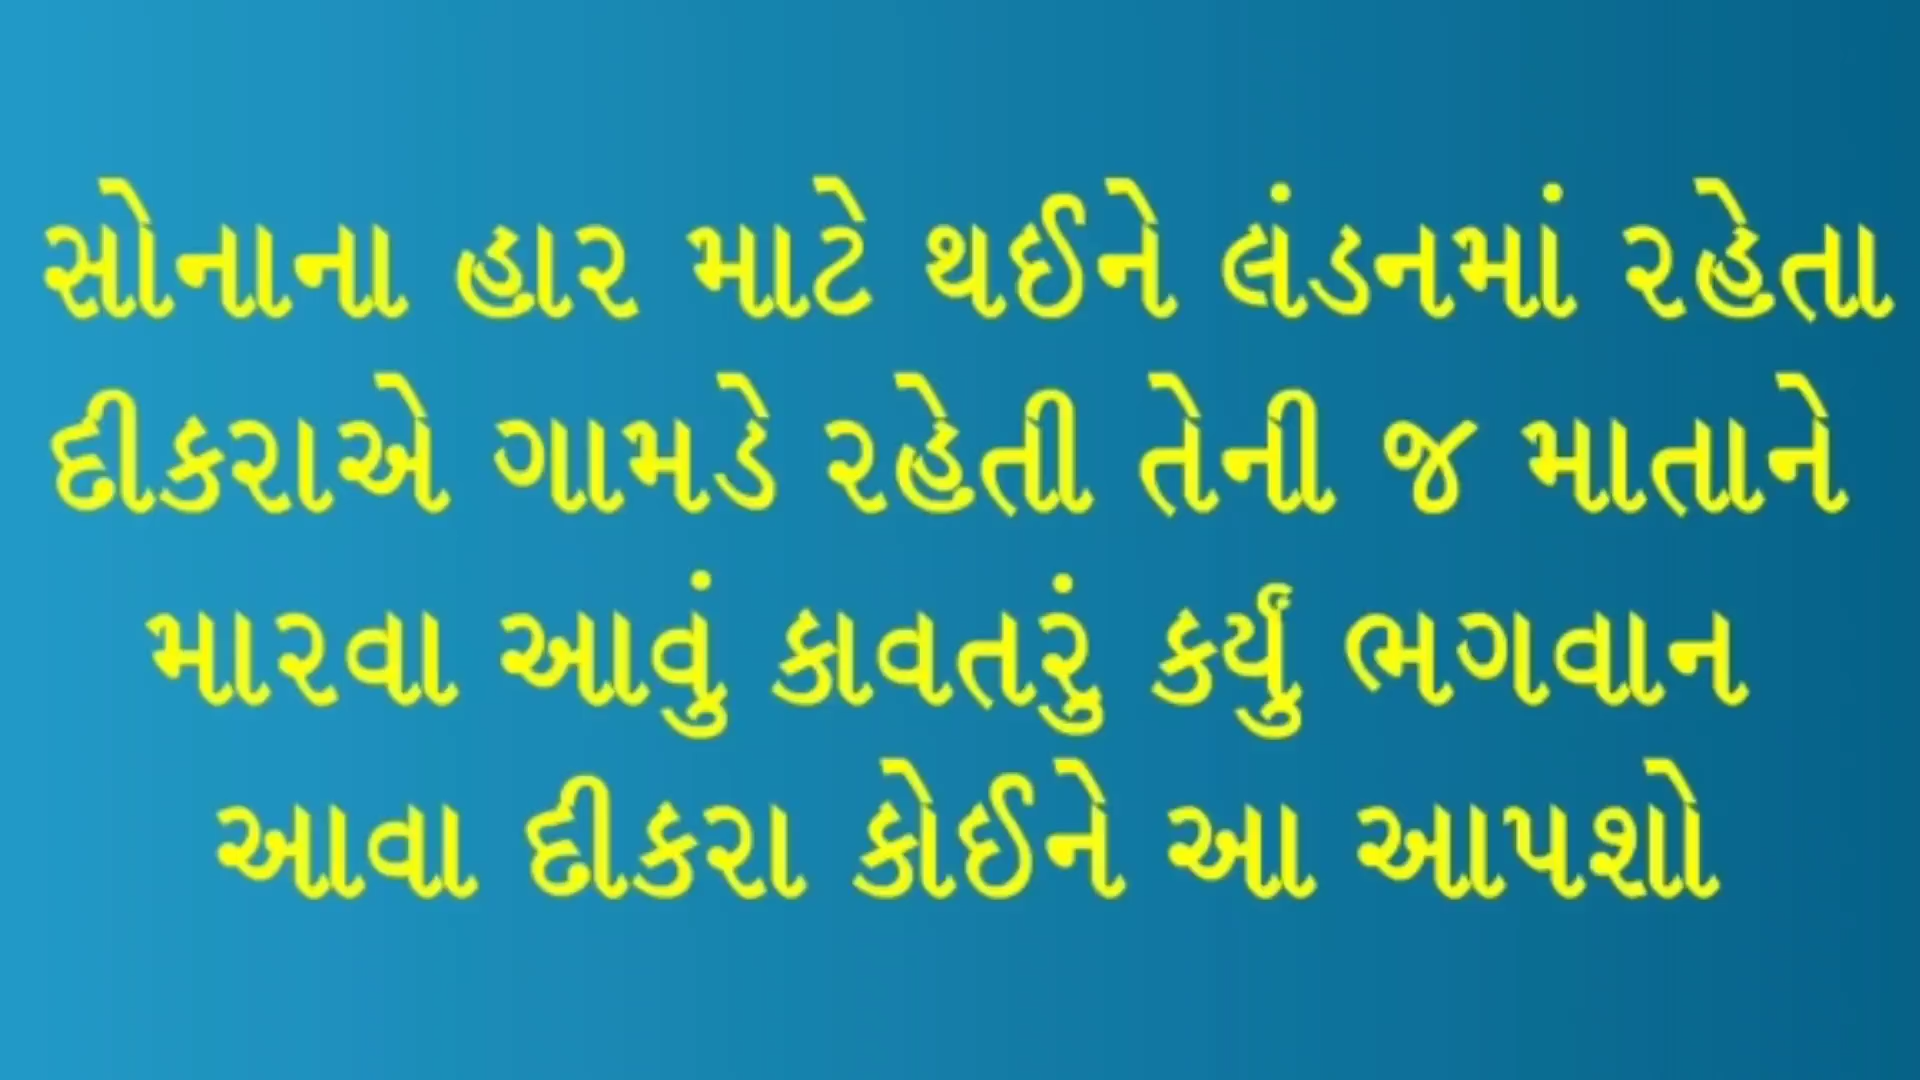 સોનાના હાર માટે થઈને લંડનમાં રહેતા
દીકરાએ ગામડે રહેતી તેની જ માતાને
મારવા આવું કાવતરું કર્યું ભગવાન
આવા દીકરા કોઈને આ આપશો